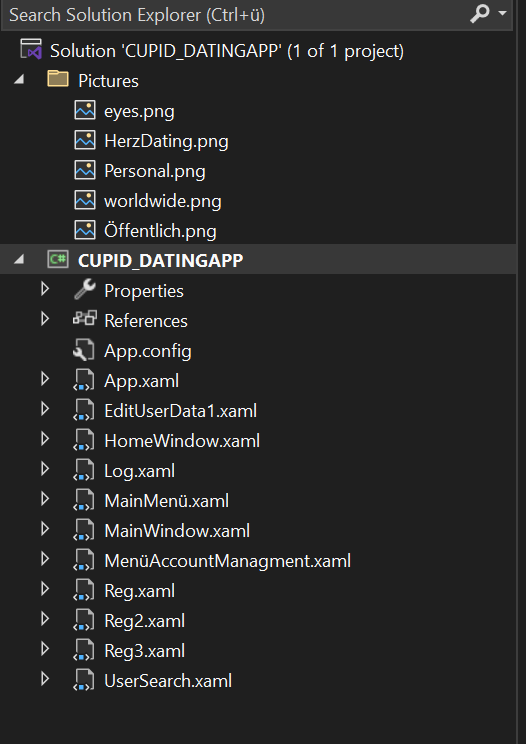 Search Solution Explorer (Ctrl+ü)
Solution 'CUPID_DATINGAPP' (1 of 1 project)
Pictures
eyes.png
HerzDating.png
Personal.png
worldwide.png
Öffentlich.png
C# CUPID_DATINGAPP
Properties
References
App.config
App.xaml
EditUserData1.xaml
HomeWindow.xaml
Log.xaml
MainMenü.xaml
MainWindow.xaml
MenüAccountManagment.xaml
Reg.xaml
Reg2.xaml
Reg3.xaml
UserSearch.xaml